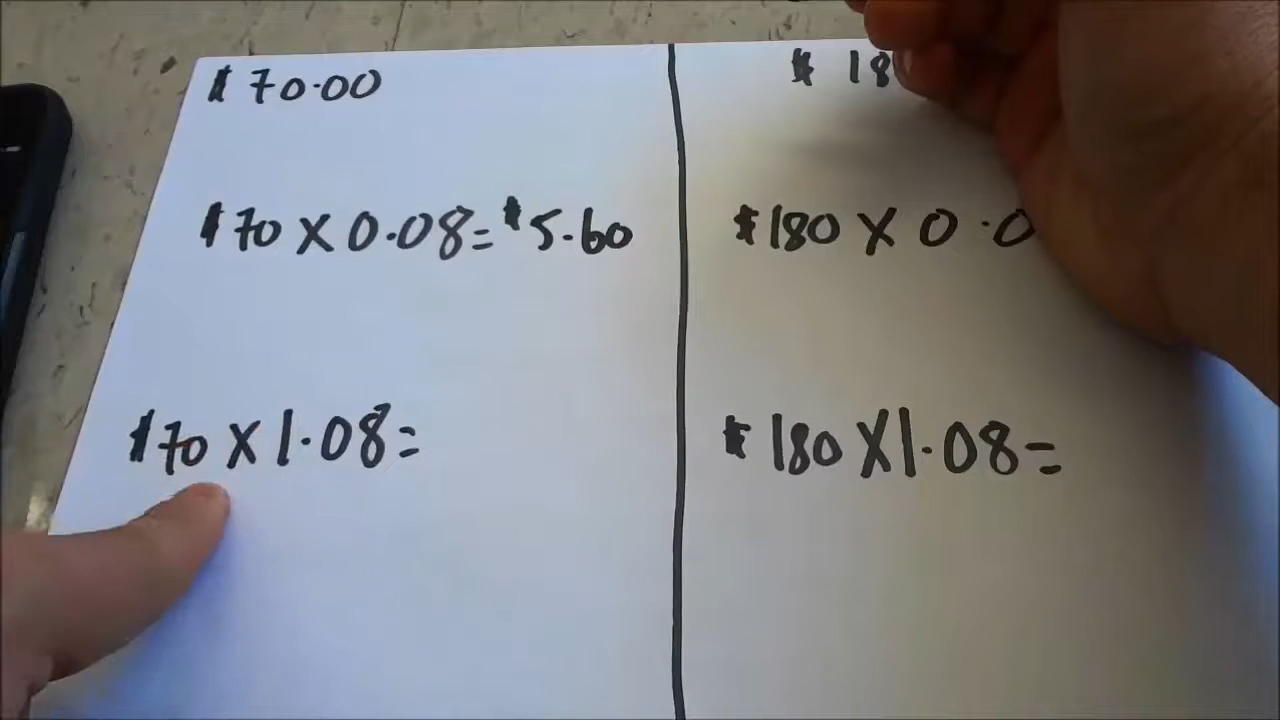 $70.00
$70 X 0.08=$5.60
$70 X 1.08=
$ 18
$180 X 0.0
$180 X 1.08=